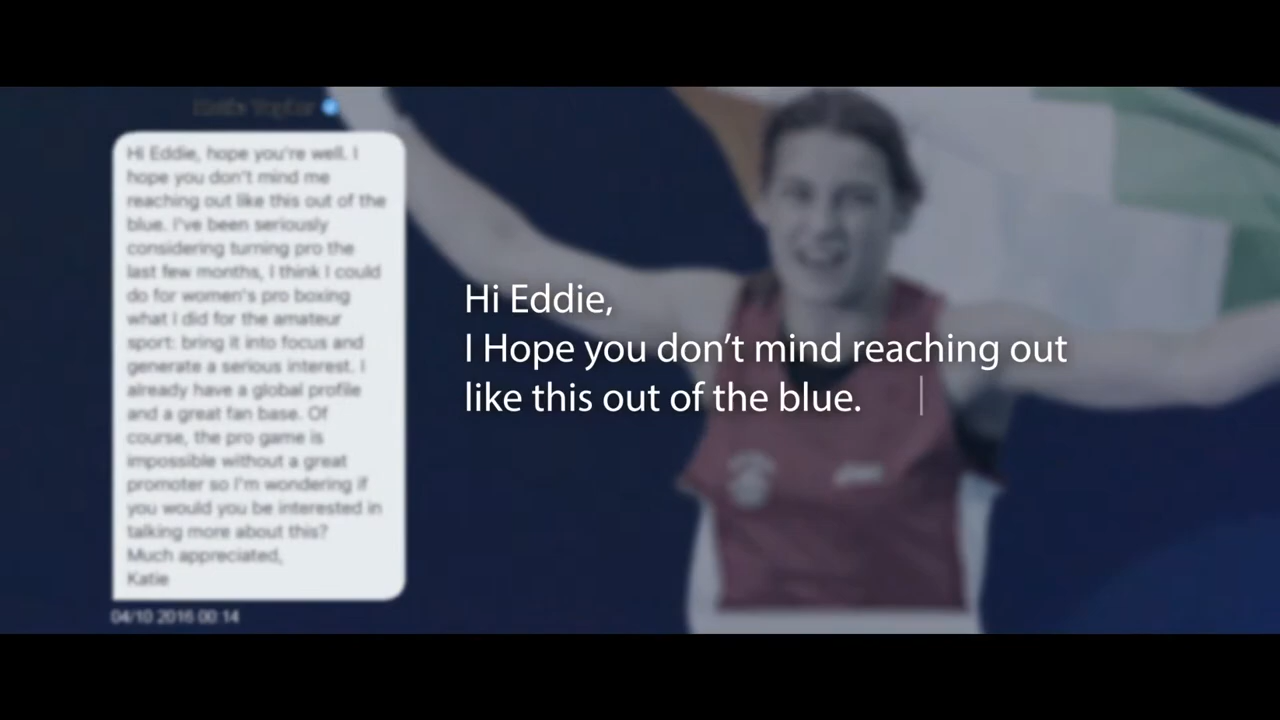 Hi Eddie, hope you're well. I
hope you don't mind me
reaching out like this out of the
blue. I've been seriously
considering turning pro the
last few months, I think I could
do for women's pro boxing
what I did for the amateur
sport: bring it into focus and
generate a serious interest. I
already have a global profile
and a great fan base. Of
course, the pro game is
impossible without a great
promoter so I'm wondering if
you would you be interested in
talking more about this?
Much appreciated,
Katie
04/10 2016 00:14
Hi Eddie,
I Hope you don't mind reaching out
like this out of the blue.